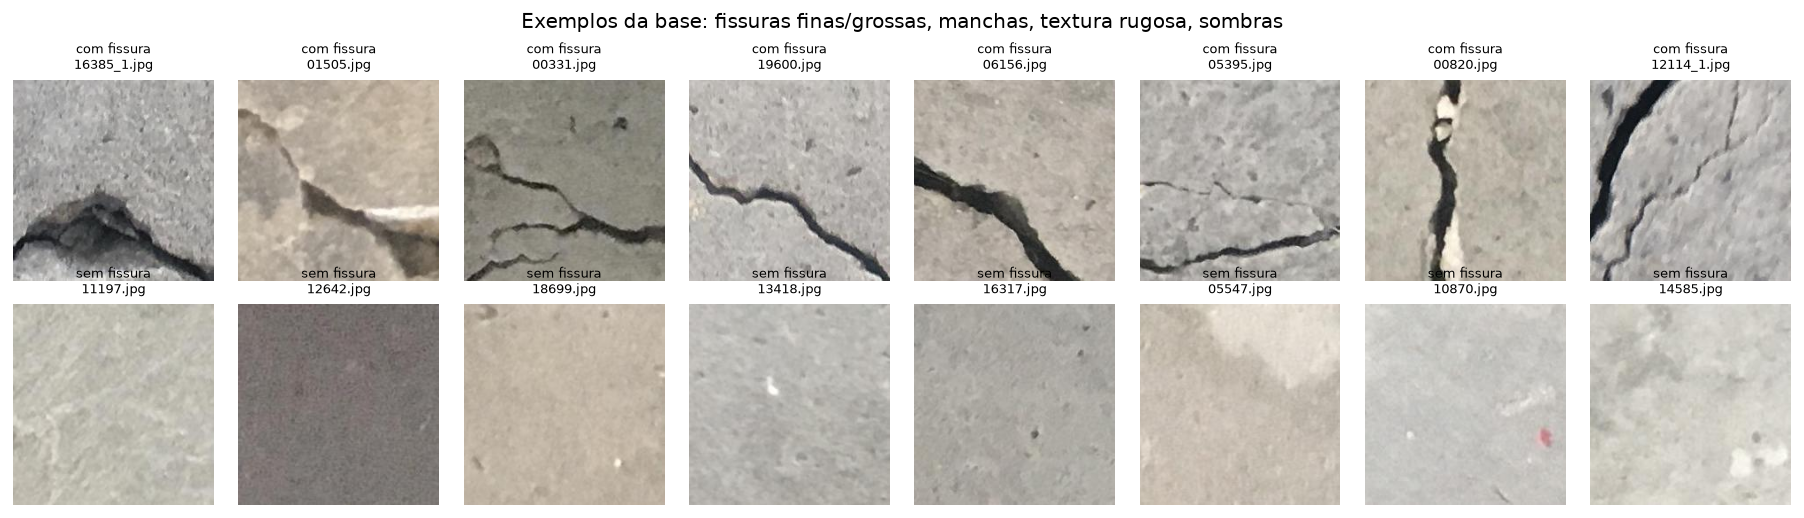 Exemplos da base: fissuras finas/grossas, manchas, textura rugosa, sombras
com fissura
16385_1.jpg
com fissura
01505.jpg
com fissura
00331.jpg
com fissura
19600.jpg
com fissura
06156.jpg
com fissura
05395.jpg
com fissura
00820.jpg
com fissura
12114_1.jpg
sem fissura
11197.jpg
sem fissura
12642.jpg
sem fissura
18699.jpg
sem fissura
13418.jpg
sem fissura
16317.jpg
sem fissura
05547.jpg
sem fissura
10870.jpg
sem fissura
14585.jpg